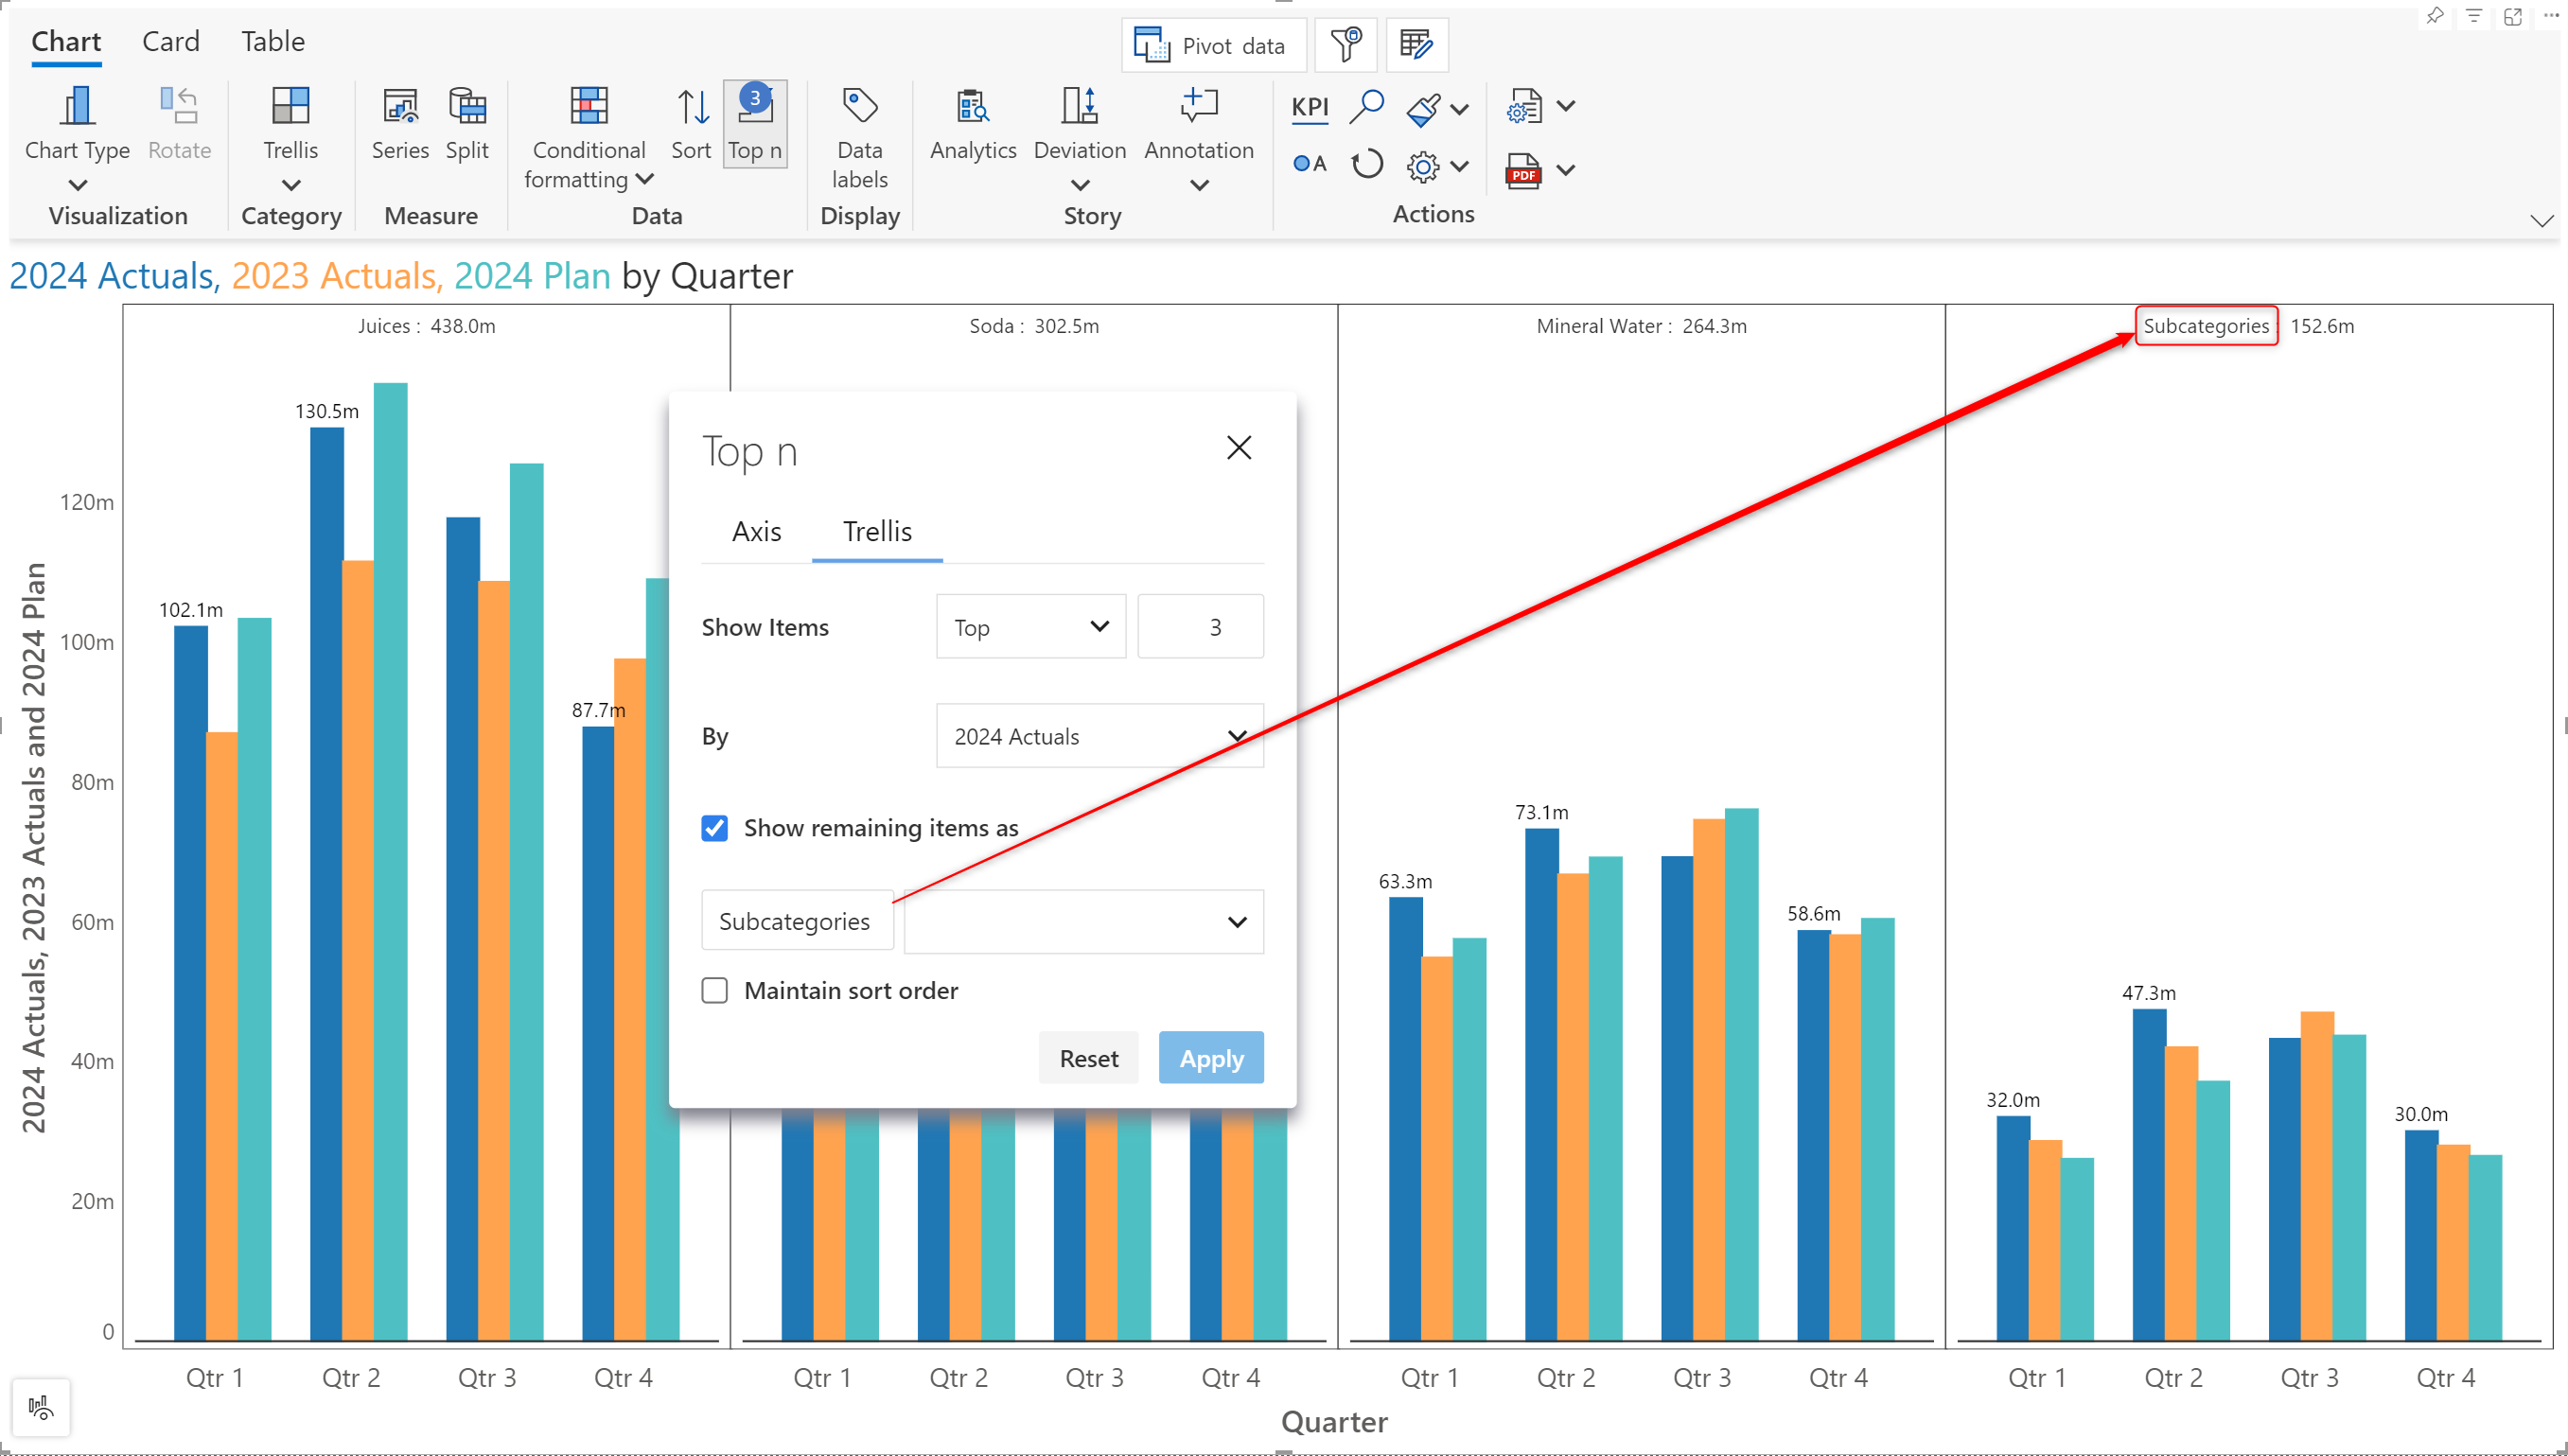 Chart Card Table
Pivot data
Chart Type Rotate
Visualization
Trellis
Category
Series Split
Measure
Conditional formatting Sort Top n
3
Data
Data labels
Display
Analytics Deviation Annotation
Story
KPI
A
PDF
Actions
2024 Actuals, 2023 Actuals, 2024 Plan by Quarter
Juices : 438.0m
Soda : 302.5m
Mineral Water : 264.3m
Subcategories : 152.6m
2024 Actuals, 2023 Actuals and 2024 Plan
120m
100m
80m
60m
40m
20m
0
102.1m
130.5m
87.7m
Top n
Axis Trellis
Show Items Top 3
By 2024 Actuals
Show remaining items as
Subcategories
Maintain sort order
Reset Apply
63.3m
73.1m
58.6m
32.0m
47.3m
30.0m
Qtr 1 Qtr 2 Qtr 3 Qtr 4 Qtr 1 Qtr 2 Qtr 3 Qtr 4 Qtr 1 Qtr 2 Qtr 3 Qtr 4 Qtr 1 Qtr 2 Qtr 3 Qtr 4
Quarter